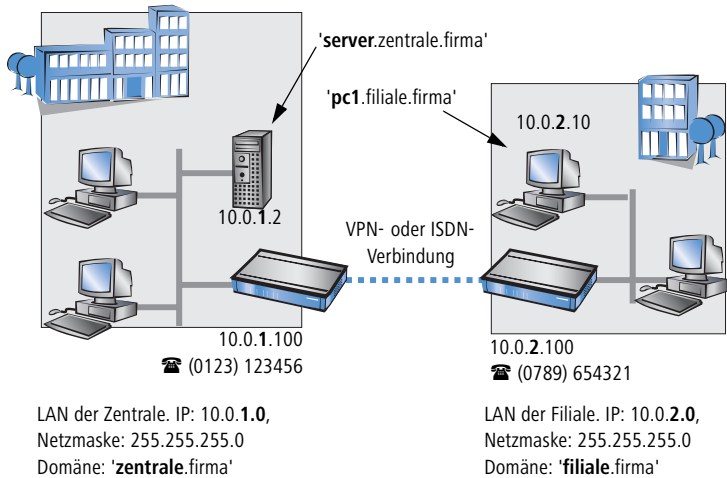 'server.zentrale.firma'
'pc1.filiale.firma'
10.0.2.10
10.0.1.2
VPN- oder ISDN-
Verbindung
10.0.1.100
☎ (0123) 123456
10.0.2.100
☎ (0789) 654321
LAN der Zentrale. IP: 10.0.1.0,
Netzmaske: 255.255.255.0
Domäne: 'zentrale.firma'
LAN der Filiale. IP: 10.0.2.0,
Netzmaske: 255.255.255.0
Domäne: 'filiale.firma'